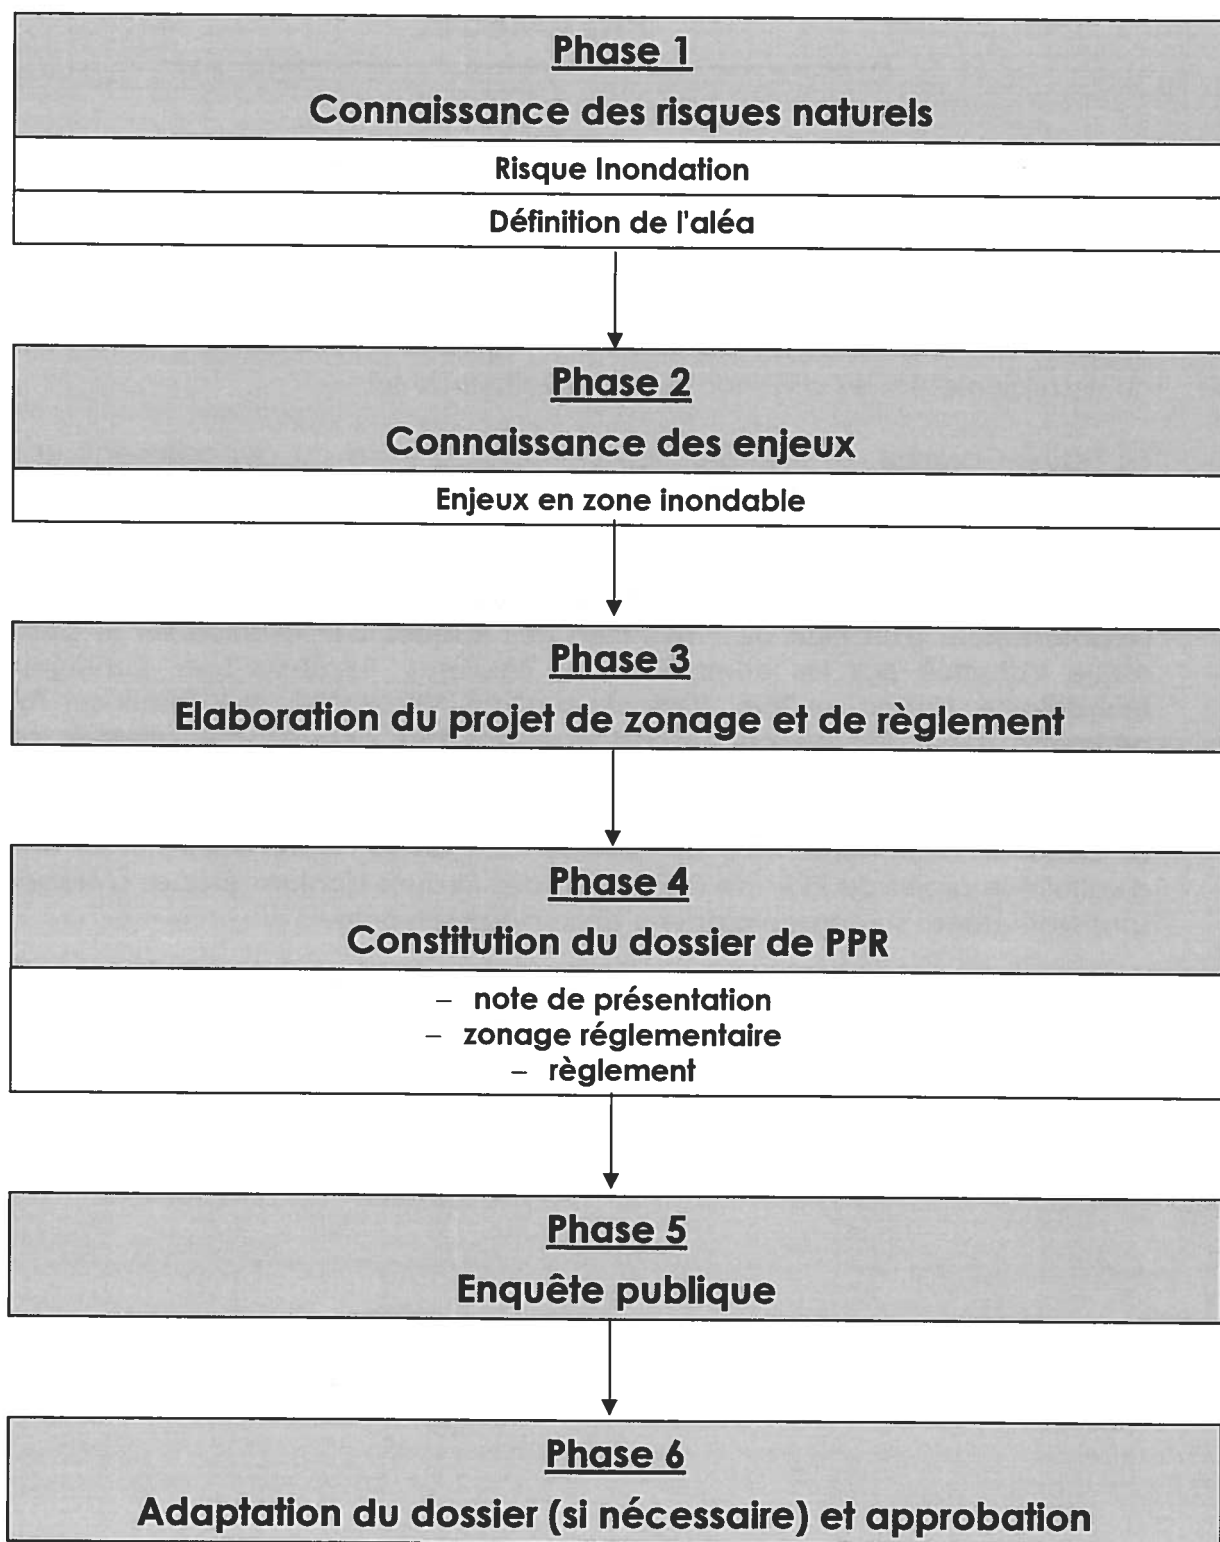 Phase 1
Connaissance des risques naturels
Risque Inondation
Définition de l'aléa
Phase 2
Connaissance des enjeux
Enjeux en zone inondable
Phase 3
Elaboration du projet de zonage et de règlement
Phase 4
Constitution du dossier de PPR
– note de présentation
– zonage réglementaire
– règlement
Phase 5
Enquête publique
Phase 6
Adaptation du dossier (si nécessaire) et approbation